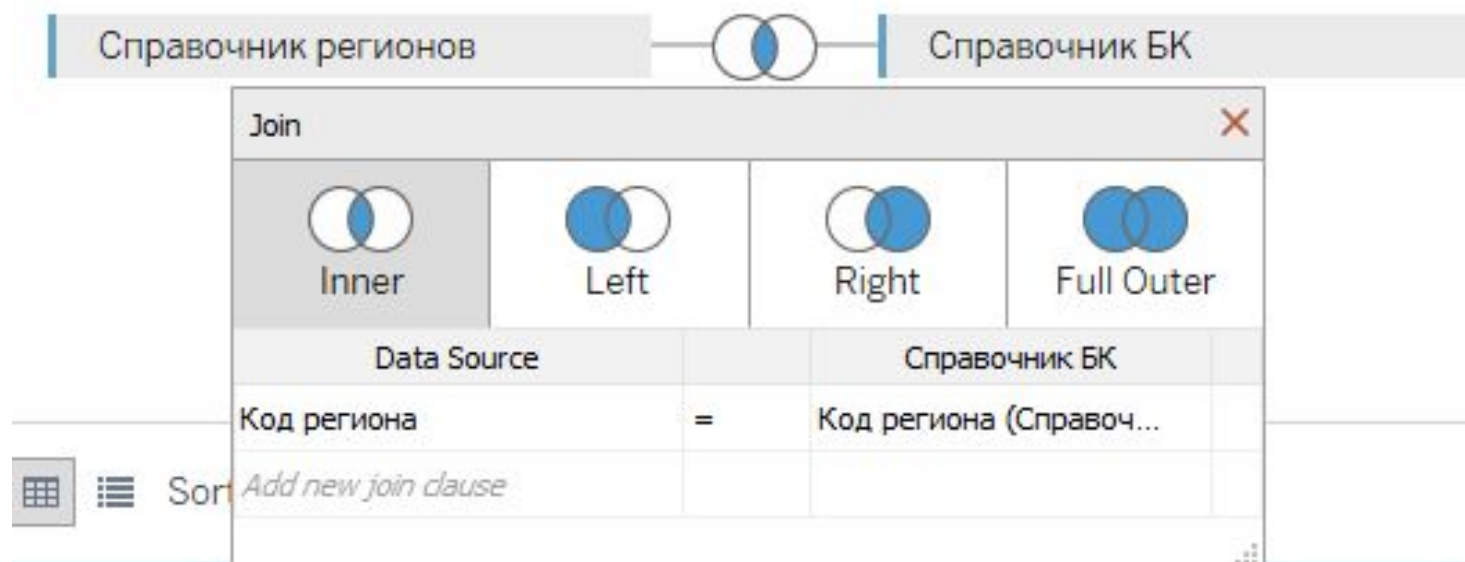 Справочник регионов Справочник БК
Join
Inner Left Right Full Outer
Data Source Справочник БК
Код региона = Код региона (Справоч...
Add new join clause
Sort